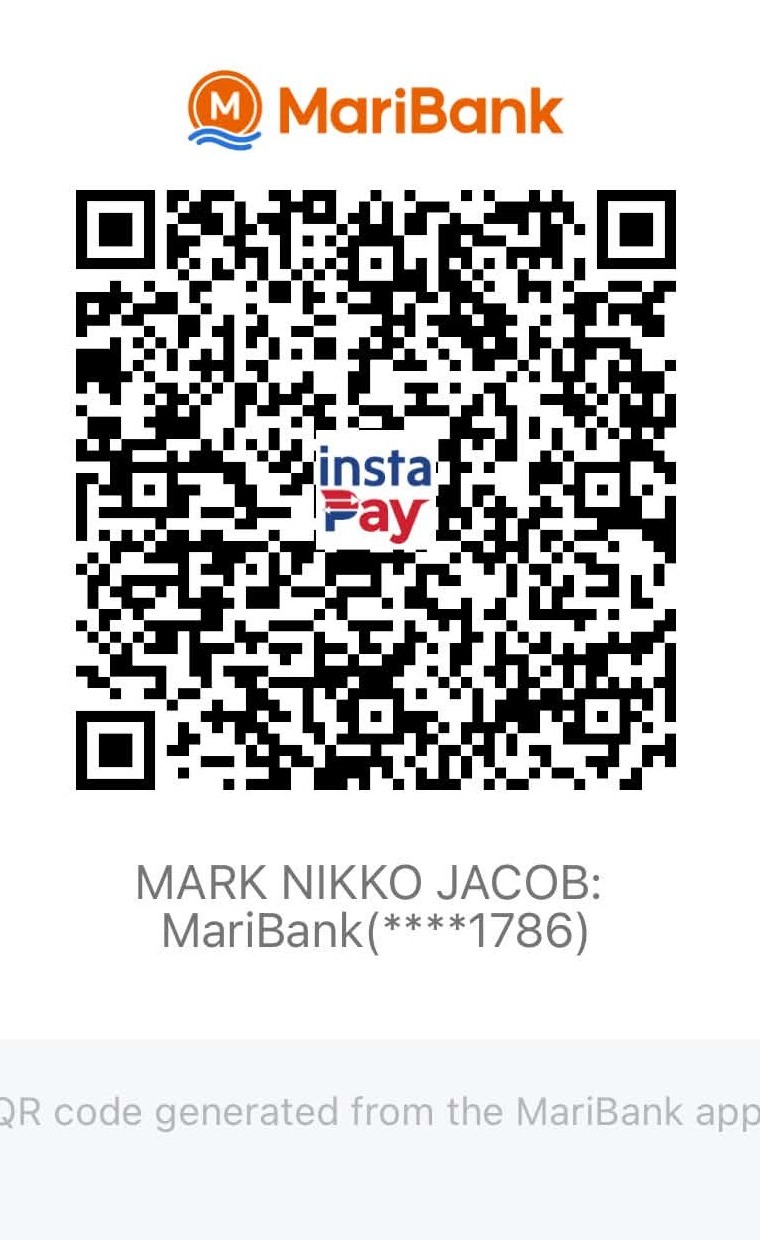 M MariBank
insta
Pay
MARK NIKKO JACOB:
MariBank(****1786)
QR code generated from the MariBank app